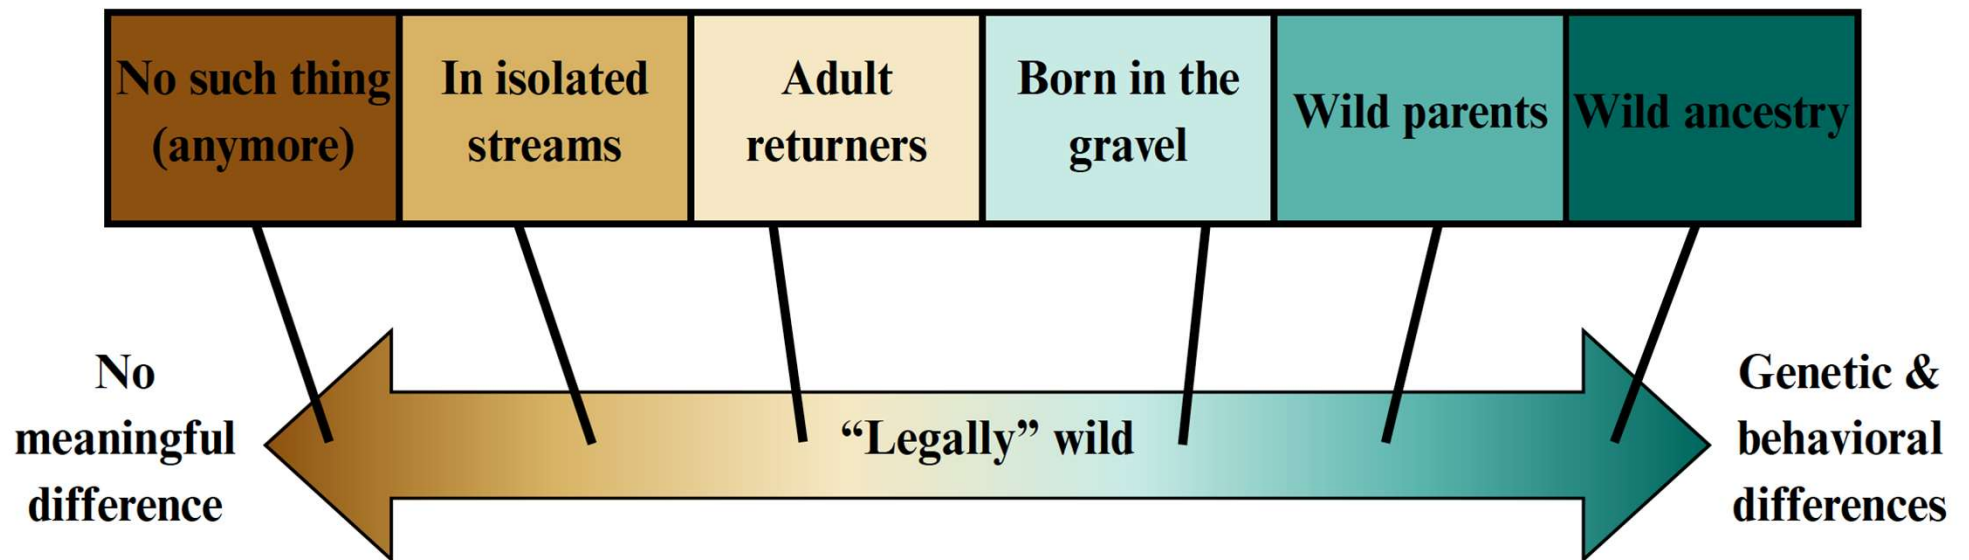 No such thing
(anymore)
In isolated
streams
Adult
returners
Born in the
gravel
Wild parents
Wild ancestry
No
meaningful
difference
“Legally” wild
Genetic &
behavioral
differences